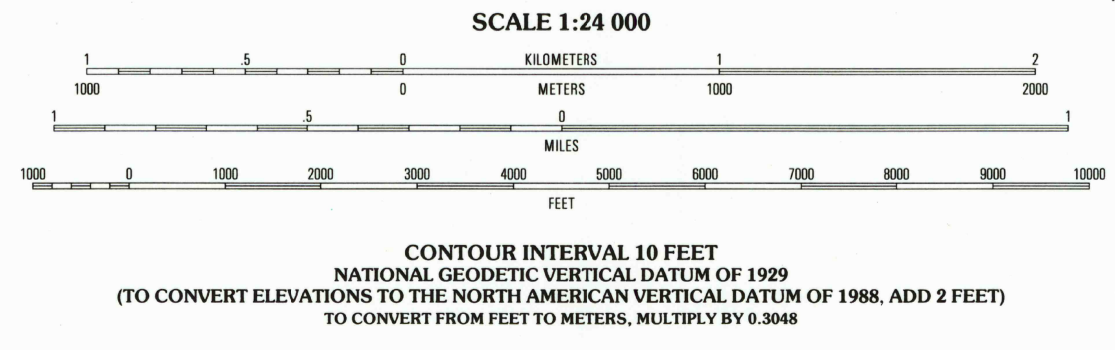 SCALE 1:24 000
1 .5 0 KILOMETERS 1 2
1000 0 METERS 1000 2000
1 .5 0 1
MILES
1000 0 1000 2000 3000 4000 5000 6000 7000 8000 9000 10000
FEET
CONTOUR INTERVAL 10 FEET
NATIONAL GEODETIC VERTICAL DATUM OF 1929
(TO CONVERT ELEVATIONS TO THE NORTH AMERICAN VERTICAL DATUM OF 1988, ADD 2 FEET)
TO CONVERT FROM FEET TO METERS, MULTIPLY BY 0.3048